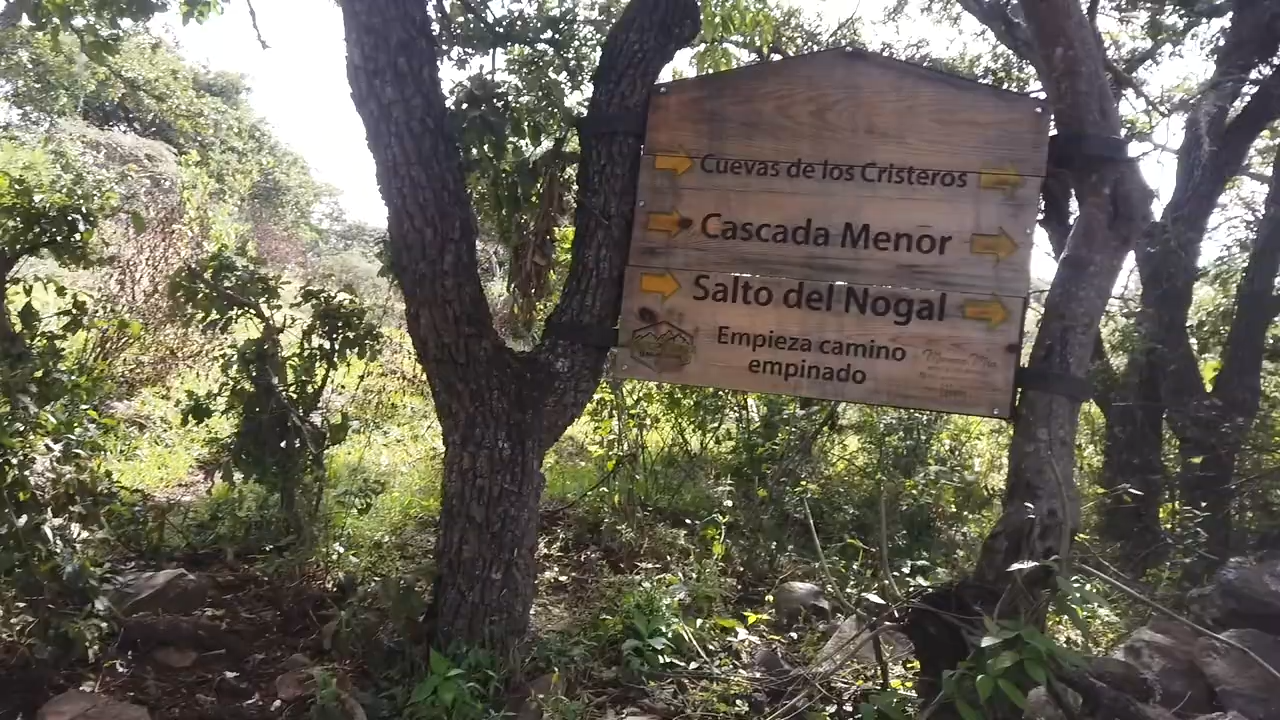 Cuevas de los Cristeros
Cascada Menor
Salto del Nogal
Empieza camino
empinado